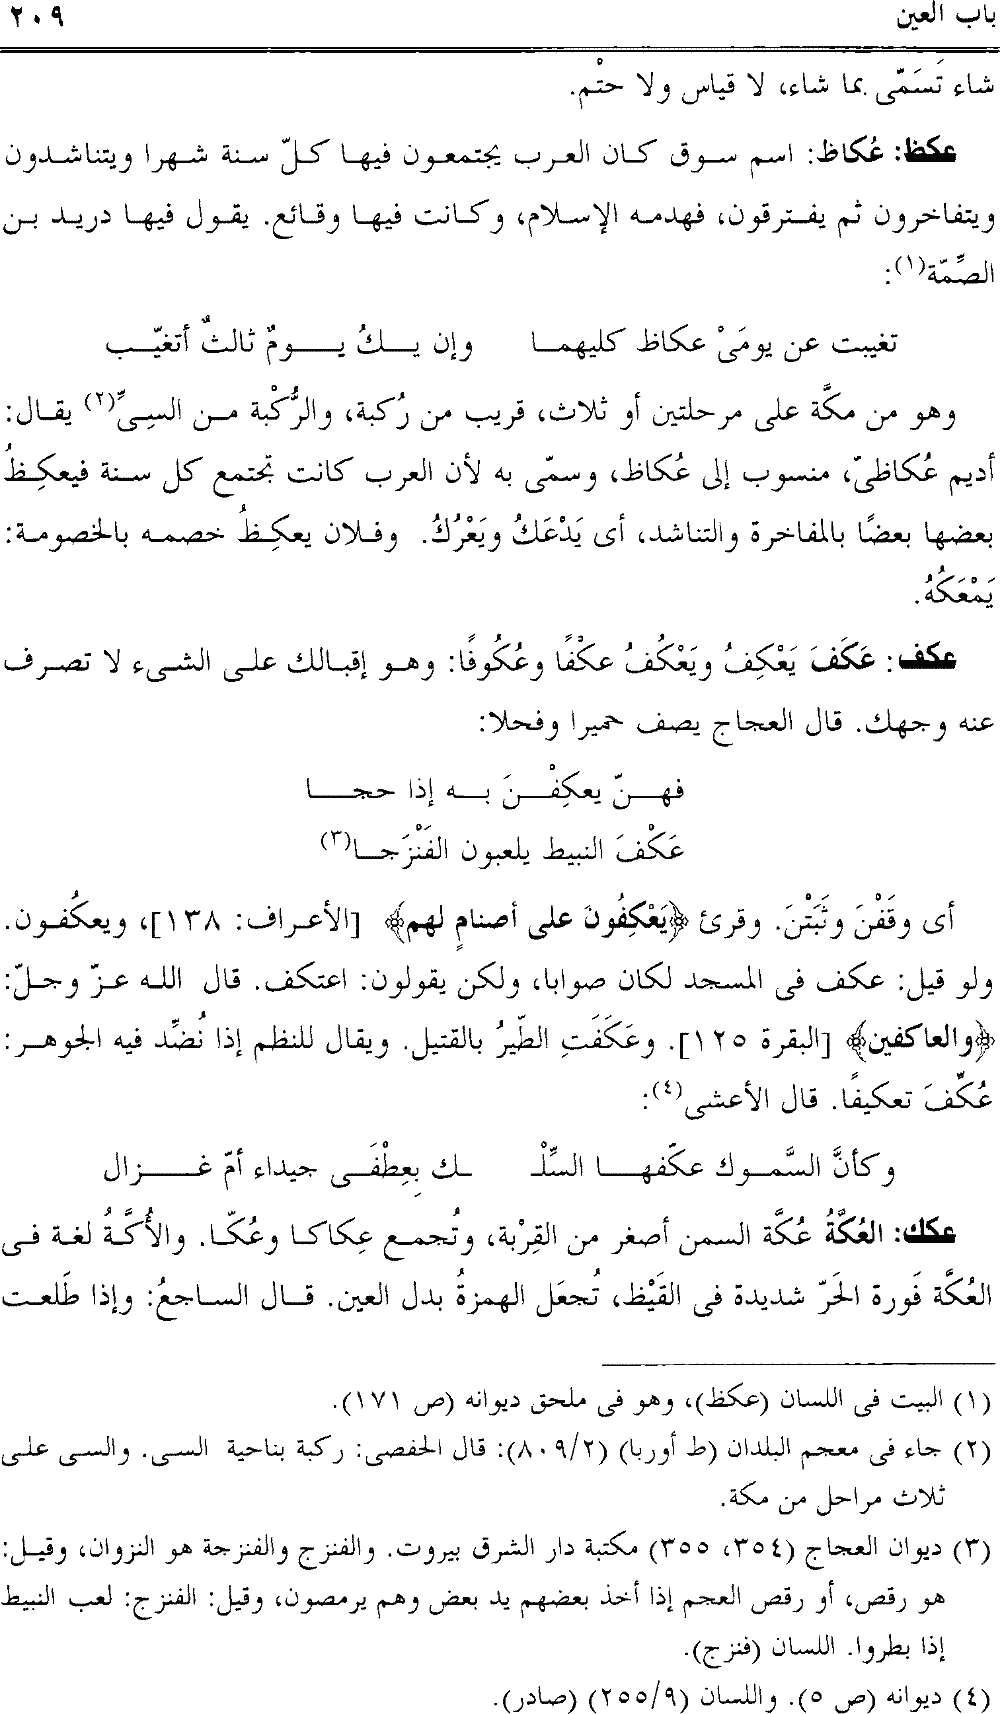 باب العين ٢٠٩
شاء تَسَمّى بما شاء، لا قياس ولا حتْم.
عكظ: عُكاظ: اسم سوق كان العرب يجتمعون فيها كلّ سنة شهرا ويتناشدون
ويتفاخرون ثم يفترقون، فهدمه الإسلام، وكانت فيها وقائع. يقول فيها دريد بن
الصِّمّة(١):
تغيبت عن يومَىْ عكاظ كليهما وإن يكُ يومٌ ثالثٌ أتغيّب
وهو من مكَّة على مرحلتين أو ثلاث، قريب من رُكبة، والرُّكْبة من السِىِّ(٢) يقال:
أديم عُكاظىّ، منسوب إلى عُكاظ، وسمّى به لأن العرب كانت تجتمع كل سنة فيعكِظُ
بعضها بعضًا بالمفاخرة والتناشد، أى يَدْعَكُ ويَعْرُكُ. وفلان يعكِظُ خصمه بالخصومة:
يَمْعَكُهُ.
عكف: عَكَفَ يَعْكِفُ ويَعْكُفُ عكْفًا وعُكُوفًا: وهو إقبالك على الشىء لا تصرف
عنه وجهك. قال العجاج يصف حميرا وفحلا:
فهنّ يعكِفْنَ به إذا حجا
عَكْفَ النبيط يلعبون الفَنْزَجا(٣)
أى وقَفْنَ وثَبَتْنَ. وقرئ ﴿يَعْكِفُونَ على أصنامٍ لهم﴾ [الأعراف: ١٣٨]، ويعكُفون.
ولو قيل: عكف فى المسجد لكان صوابا، ولكن يقولون: اعتكف. قال الله عزّ وجلّ:
﴿والعاكفين﴾ [البقرة ١٢٥]. وعَكَفَتِ الطّيرُ بالقتيل. ويقال للنظم إذا نُضِّد فيه الجوهر:
عُكِّفَ تعكيفًا. قال الأعشى(٤):
وكأنَّ السَّموك عكّفها السِّلْـ ـك بِعِطْفَى جيداء أمّ غزال
عكك: العُكَّةُ عُكَّة السمن أصغر من القِرْبة، وتُجمع عِكاكا وعُكّا. والأُكَّةُ لغة فى
العُكَّة فَورة الحَرّ شديدة فى القَيْظ، تُجعَل الهمزةُ بدل العين. قال الساجعُ: وإذا طَلعت
(١) البيت فى اللسان (عكظ)، وهو فى ملحق ديوانه (ص ١٧١).
(٢) جاء فى معجم البلدان (ط أوربا) (٨٠٩/٢): قال الحفصى: ركبة بناحية السى. والسى على
ثلاث مراحل من مكة.
(٣) ديوان العجاج (٣٥٤، ٣٥٥) مكتبة دار الشرق بيروت. والفنزج والفنزجة هو النزوان، وقيل:
هو رقص، أو رقص العجم إذا أخذ بعضهم يد بعض وهم يرمصون، وقيل: الفنزج: لعب النبيط
إذا بطروا. اللسان (فنزج).
(٤) ديوانه (ص ٥). واللسان (٢٥٥/٩) (صادر).